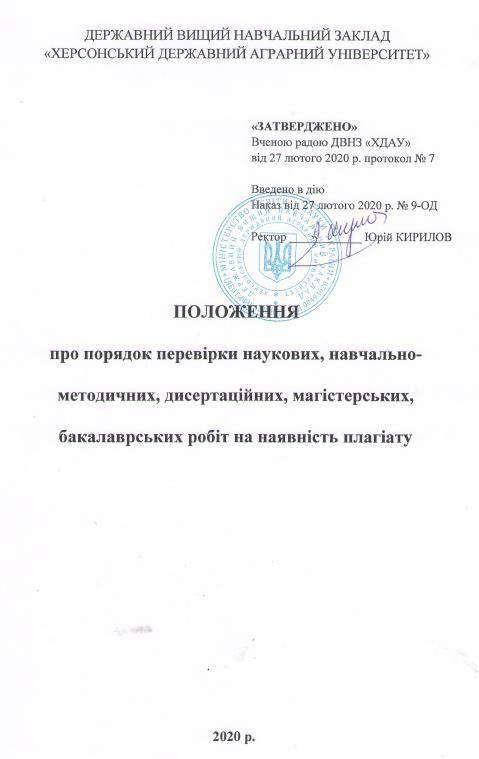 ДЕРЖАВНИЙ ВИЩИЙ НАВЧАЛЬНИЙ ЗАКЛАД
«ХЕРСОНСЬКИЙ ДЕРЖАВНИЙ АГРАРНИЙ УНІВЕРСИТЕТ»
«ЗАТВЕРДЖЕНО»
Вченою радою ДВНЗ «ХДАУ»
від 27 лютого 2020 р. протокол № 7
Введено в дію
Наказ від 27 лютого 2020 р. № 9-ОД
Ректор Юрій КИРИЛОВ
ПОЛОЖЕННЯ
про порядок перевірки наукових, навчально-
методичних, дисертаційних, магістерських,
бакалаврських робіт на наявність плагіату
2020 р.